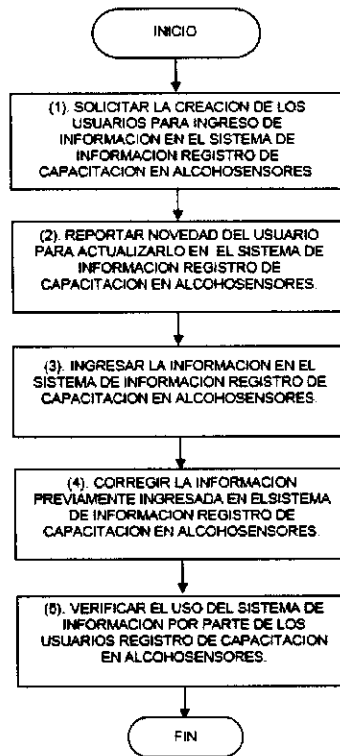 INICIO
(1). SOLICITAR LA CREACION DE LOS
USUARIOS PARA INGRESO DE
INFORMACION EN EL SISTEMA DE
INFORMACION REGISTRO DE
CAPACITACION EN ALCOHOSENSORES
(2). REPORTAR NOVEDAD DEL USUARIO
PARA ACTUALIZARLO EN EL SISTEMA DE
INFORMACION REGISTRO DE
CAPACITACION EN ALCOHOSENSORES.
(3). INGRESAR LA INFORMACION EN EL
SISTEMA DE INFORMACION REGISTRO DE
CAPACITACION EN ALCOHOSENSORES.
(4). CORREGIR LA INFORMACION
PREVIAMENTE INGRESADA EN ELSISTEMA
DE INFORMACION REGISTRO DE
CAPACITACION EN ALCOHOSENSORES.
(5). VERIFICAR EL USO DEL SISTEMA DE
INFORMACION POR PARTE DE LOS
USUARIOS REGISTRO DE CAPACITACION
EN ALCOHOSENSORES.
FIN